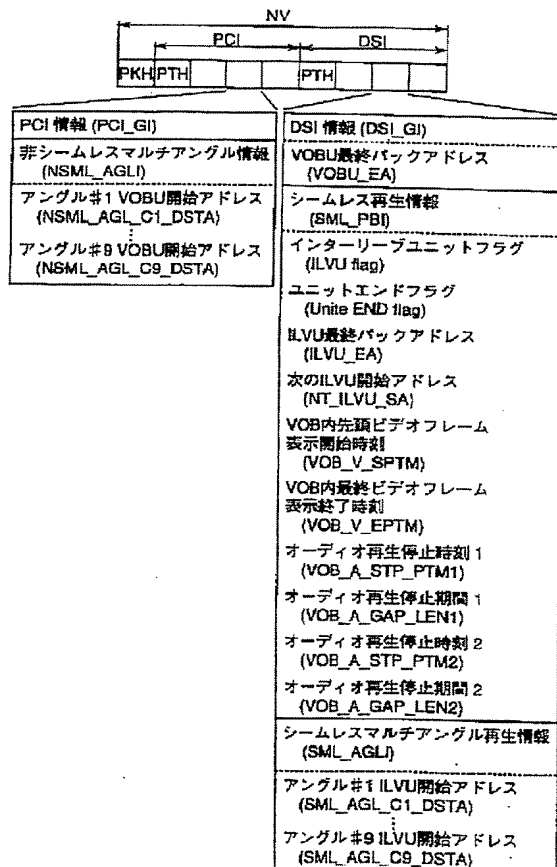 NV
PCI
DSI
PKH PTH PTH
PCI 情報 (PCI_GI)
非シームレスマルチアングル情報
(NSML_AGLI)
アングル#1 VOBU開始アドレス
(NSML_AGL_C1_DSTA)
⋮
アングル#9 VOBU開始アドレス
(NSML_AGL_C9_DSTA)
DSI 情報 (DSI_GI)
VOBU最終パックアドレス
(VOBU_EA)
シームレス再生情報
(SML_PBI)
インターリーブユニットフラグ
(ILVU flag)
ユニットエンドフラグ
(Unite END flag)
ILVU最終パックアドレス
(ILVU_EA)
次のILVU開始アドレス
(NT_ILVU_SA)
VOB内先頭ビデオフレーム
表示開始時刻
(VOB_V_SPTM)
VOB内最終ビデオフレーム
表示終了時刻
(VOB_V_EPTM)
オーディオ再生停止時刻 1
(VOB_A_STP_PTM1)
オーディオ再生停止期間 1
(VOB_A_GAP_LEN1)
オーディオ再生停止時刻 2
(VOB_A_STP_PTM2)
オーディオ再生停止期間 2
(VOB_A_GAP_LEN2)
シームレスマルチアングル再生情報
(SML_AGLI)
アングル#1 ILVU開始アドレス
(SML_AGL_C1_DSTA)
⋮
アングル#9 ILVU開始アドレス
(SML_AGL_C9_DSTA)